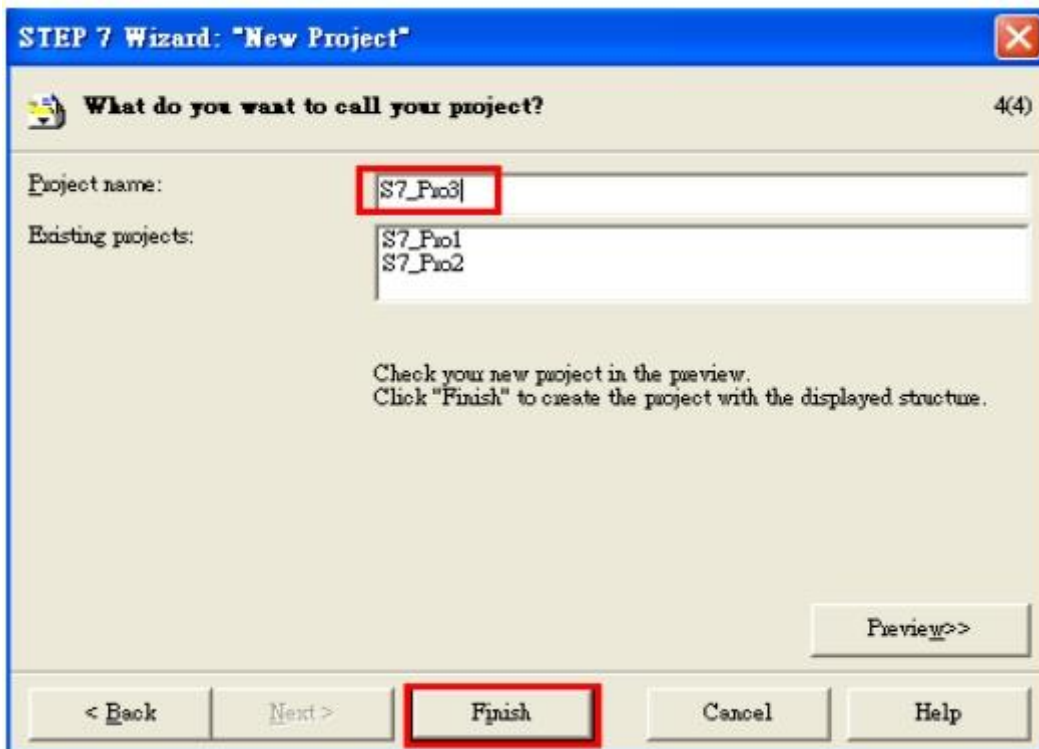 STEP 7 Wizard: "New Project"
What do you want to call your project? 4(4)
Project name: S7_Pro3
Existing projects: S7_Pro1
S7_Pro2
Check your new project in the preview.
Click "Finish" to create the project with the displayed structure.
Preview>>
< Back Next > Finish Cancel Help